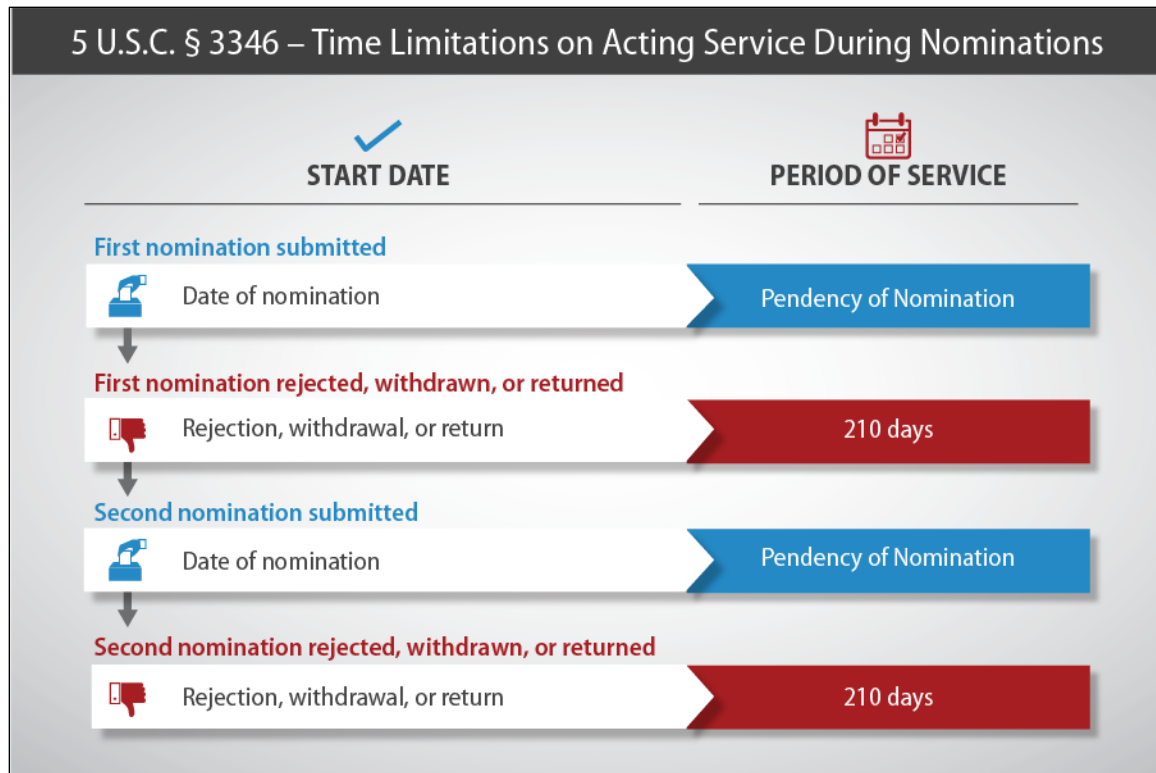 5 U.S.C. § 3346 – Time Limitations on Acting Service During Nominations
START DATE
PERIOD OF SERVICE
First nomination submitted
Date of nomination
Pendency of Nomination
First nomination rejected, withdrawn, or returned
Rejection, withdrawal, or return
210 days
Second nomination submitted
Date of nomination
Pendency of Nomination
Second nomination rejected, withdrawn, or returned
Rejection, withdrawal, or return
210 days